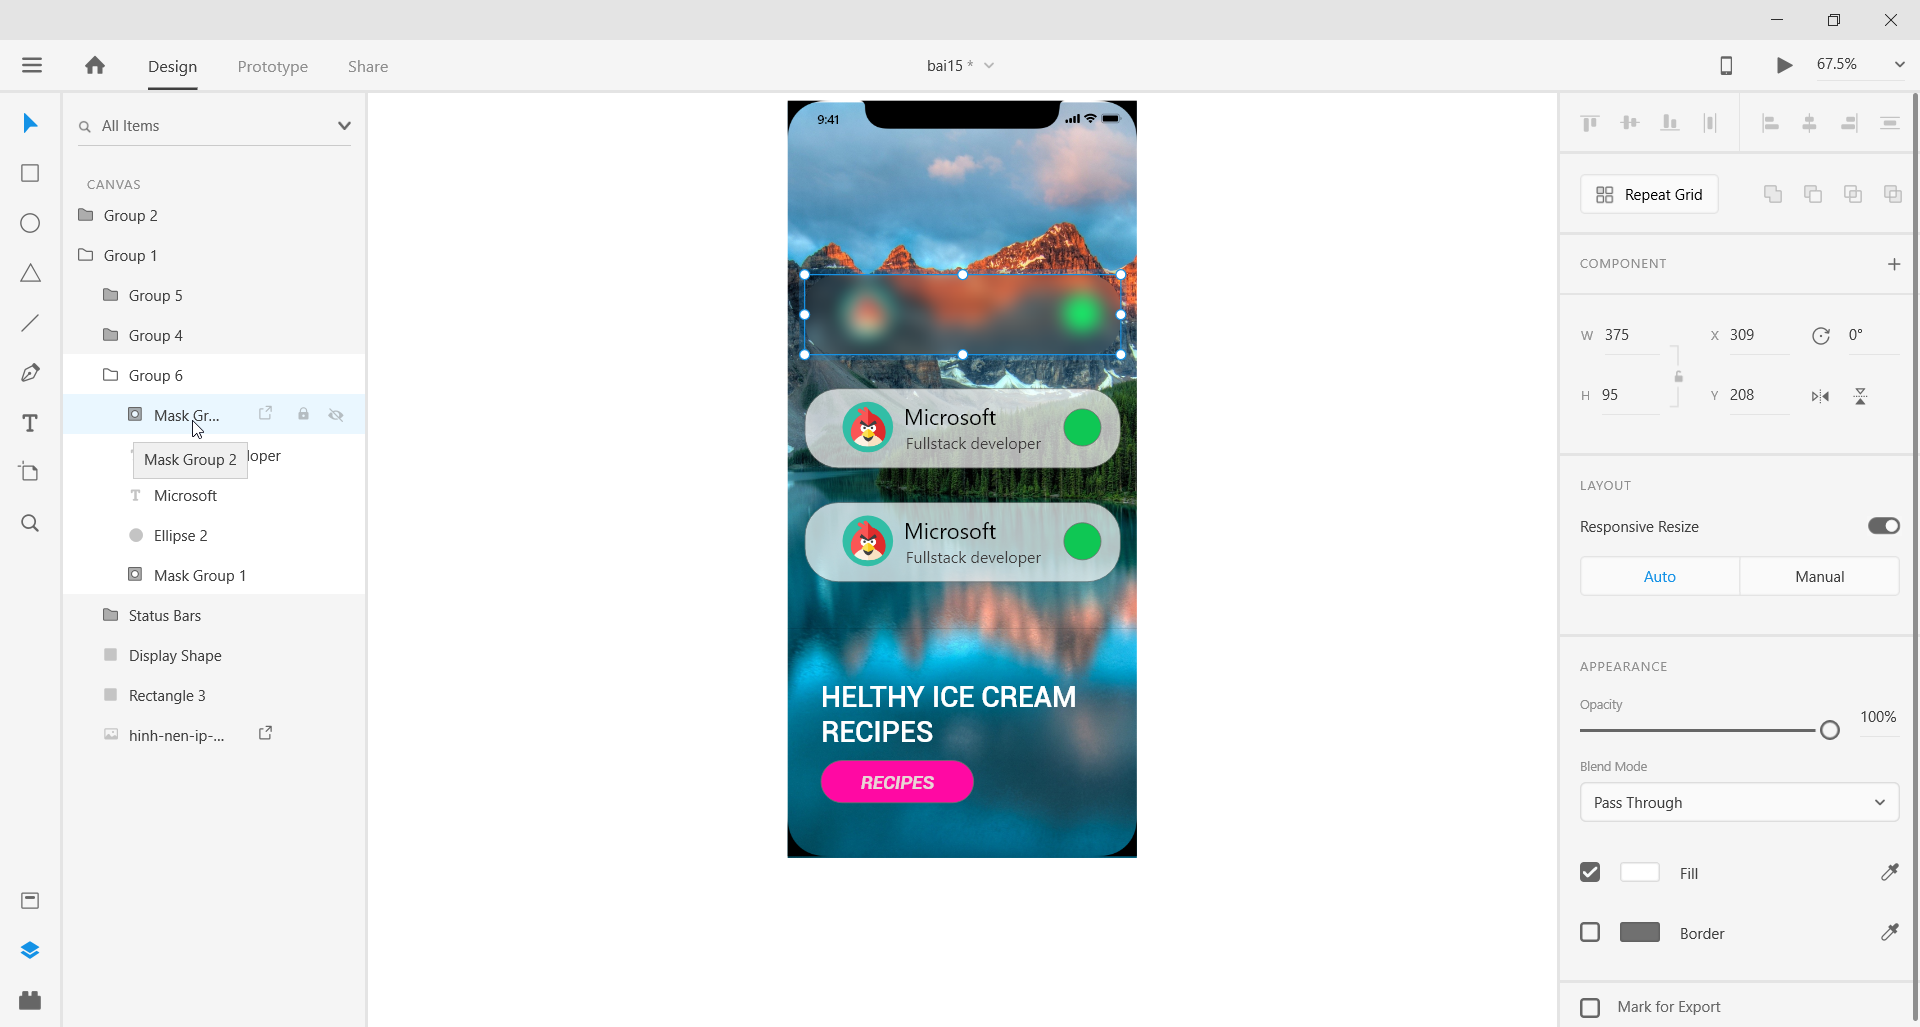 Design
Prototype
Share
bai15 *
67.5%
All Items
CANVAS
Group 2
Group 1
Group 5
Group 4
Group 6
Mask Gr...
Mask Group 2
loper
Microsoft
Ellipse 2
Mask Group 1
Status Bars
Display Shape
Rectangle 3
hinh-nen-ip-...
9:41
Microsoft
Fullstack developer
Microsoft
Fullstack developer
HELTHY ICE CREAM
RECIPES
RECIPES
Repeat Grid
COMPONENT
W 375
X 309
0°
H 95
Y 208
LAYOUT
Responsive Resize
Auto
Manual
APPEARANCE
Opacity
100%
Blend Mode
Pass Through
Fill
Border
Mark for Export